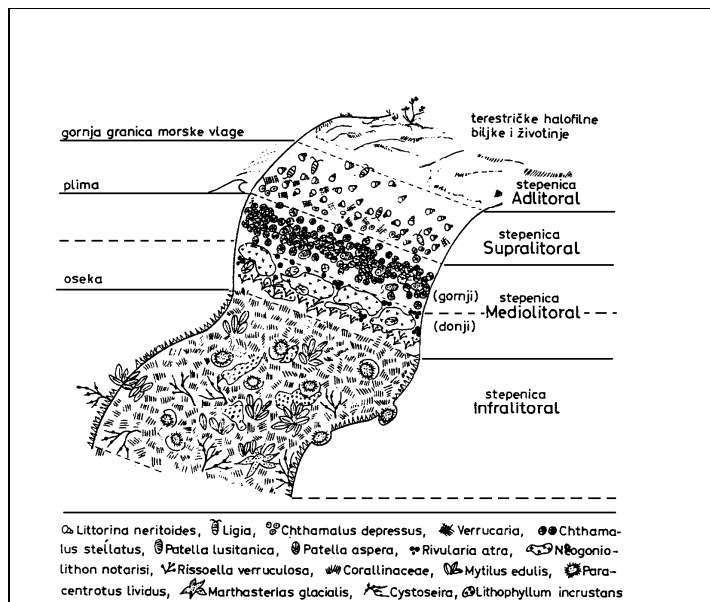 terestričke halofilne
biljke i životinje
gornja granica morske vlage
plima
stepenica
Adlitoral
stepenica
Supralitoral
oseka
(gornji)
stepenica
Mediolitoral
(donji)
stepenica
Infralitoral
Littorina neritoides, Ligia, Chthamalus depressus, Verrucaria, Chthama-
lus stellatus, Patella lusitanica, Patella aspera, Rivularia atra, Neogonio-
lithon notarisi, Rissoella verruculosa, Corallinaceae, Mytilus edulis, Para-
centrotus lividus, Marthasterias glacialis, Cystoseira, Lithophyllum incrustans